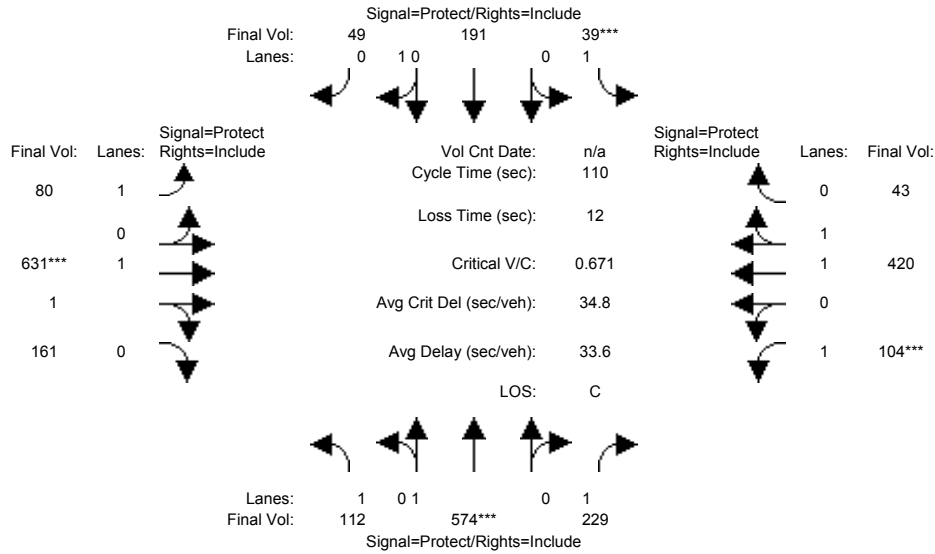 Signal=Protect/Rights=Include
Final Vol: 49 191 39***
Lanes: 0 1 0 0 1
Signal=Protect Signal=Protect
Final Vol: Lanes: Rights=Include Vol Cnt Date: n/a Rights=Include Lanes: Final Vol:
Cycle Time (sec): 110
80 1 0 43
Loss Time (sec): 12
0 1
631*** 1 Critical V/C: 0.671 1 420
1 Avg Crit Del (sec/veh): 34.8 0
161 0 Avg Delay (sec/veh): 33.6 1 104***
LOS: C
Lanes: 1 0 1 0 1
Final Vol: 112 574*** 229
Signal=Protect/Rights=Include